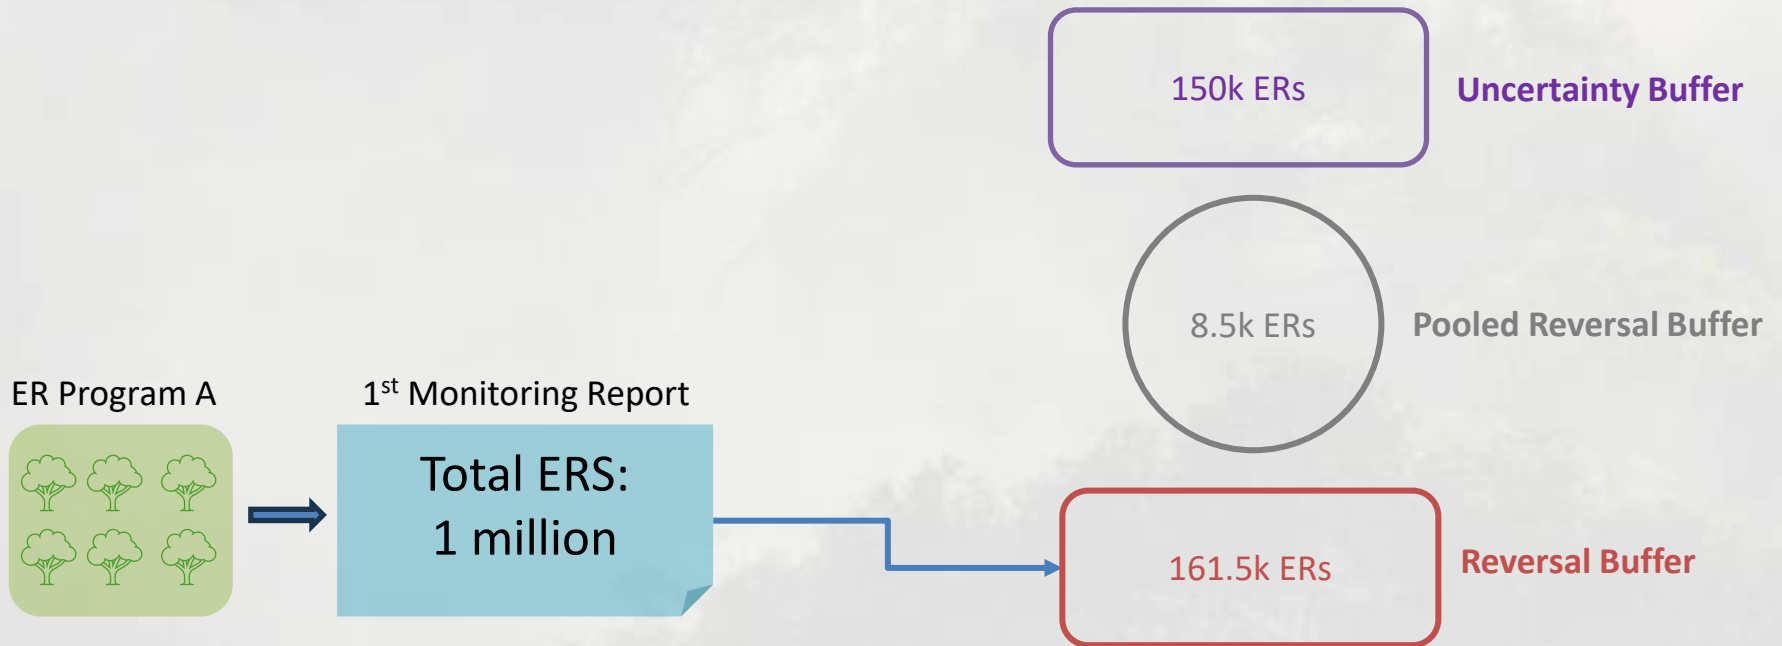 150k ERs
Uncertainty Buffer
8.5k ERs
Pooled Reversal Buffer
ER Program A
1st Monitoring Report
Total ERS:
1 million
161.5k ERs
Reversal Buffer